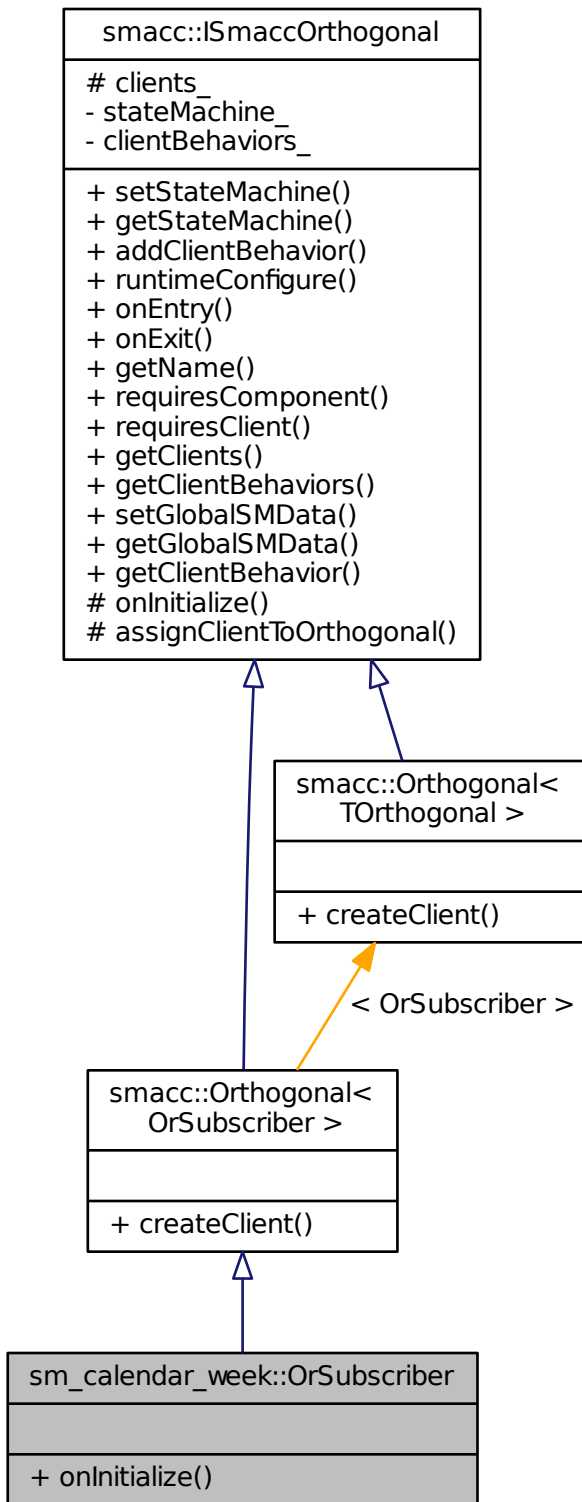 smacc::ISmaccOrthogonal
# clients_
- stateMachine_
- clientBehaviors_
+ setStateMachine()
+ getStateMachine()
+ addClientBehavior()
+ runtimeConfigure()
+ onEntry()
+ onExit()
+ getName()
+ requiresComponent()
+ requiresClient()
+ getClients()
+ getClientBehaviors()
+ setGlobalSMData()
+ getGlobalSMData()
+ getClientBehavior()
# onInitialize()
# assignClientToOrthogonal()
smacc::Orthogonal<
TOrthogonal >
+ createClient()
< OrSubscriber >
smacc::Orthogonal<
OrSubscriber >
+ createClient()
sm_calendar_week::OrSubscriber
+ onInitialize()